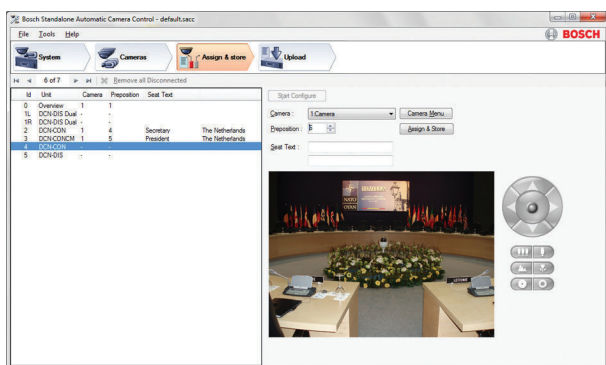 Bosch Standalone Automatic Camera Control - default.sacc
File Tools Help
BOSCH
System Cameras Assign & store Upload
6 of 7 Remove all Disconnected
Id Unit Camera Preposition Seat Text
0 Overview 1 1
1L DCN-DIS Dual - -
1R DCN-DIS Dual - -
2 DCN-CON 1 4 Secretary The Netherlands
3 DCN-CONCM 1 5 President The Netherlands
4 DCN-CON - -
5 DCN-DIS - -
Start Configure
Camera : 1:Camera Camera Menu
Preposition : 6 Assign & Store
Seat Text :
NATO
OTAN